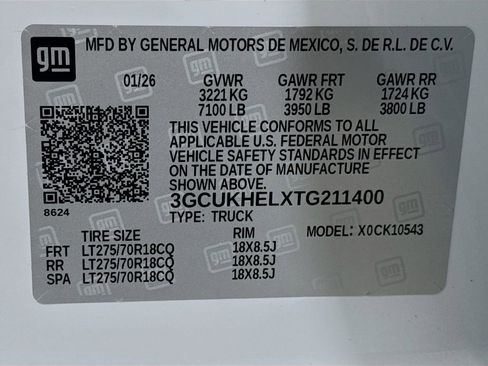 gm MFD BY GENERAL MOTORS DE MEXICO, S. DE R.L. DE C.V.
01/26 GVWR GAWR FRT GAWR RR
3221 KG 1792 KG 1724 KG
7100 LB 3950 LB 3800 LB
THIS VEHICLE CONFORMS TO ALL
APPLICABLE U.S. FEDERAL MOTOR
VEHICLE SAFETY STANDARDS IN EFFECT
ON THE DATE OF MANUFACTURE
SHOWN ABOVE.
8624 3GCUKHELXTG211400
TYPE: TRUCK
TIRE SIZE RIM MODEL: X0CK10543
FRT LT275/70R18CQ 18X8.5J
RR LT275/70R18CQ 18X8.5J
SPA LT275/70R18CQ 18X8.5J